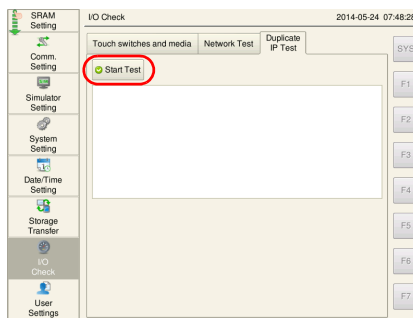 SRAM
Setting
I/O Check
2014-05-24 07:48:28
Comm.
Setting
Simulator
Setting
System
Setting
Date/Time
Setting
Storage
Transfer
I/O
Check
User
Settings
Touch switches and media
Network Test
Duplicate
IP Test
Start Test
SYS
F1
F2
F3
F4
F5
F6
F7